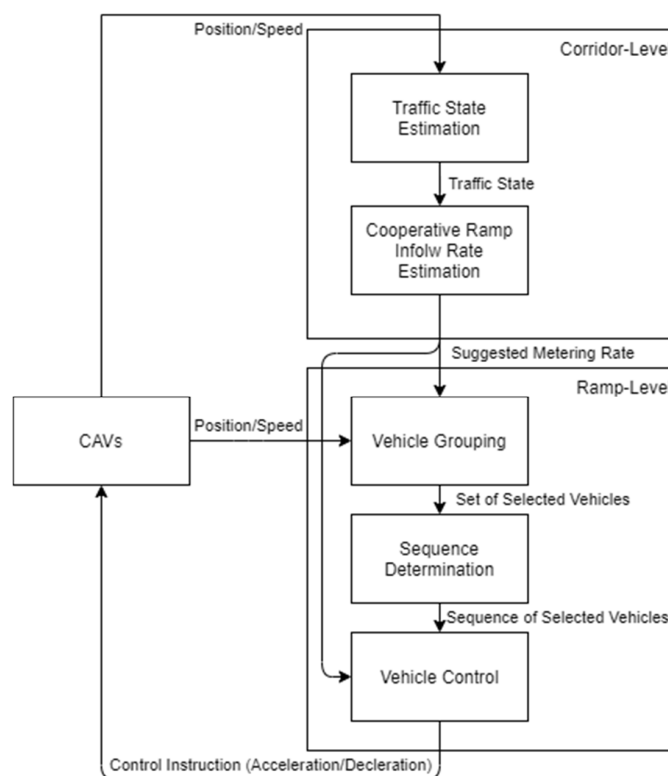 Position/Speed
Corridor-Level
Traffic State
Estimation
Traffic State
Cooperative Ramp
Infolw Rate
Estimation
Suggested Metering Rate
Ramp-Level
CAVs
Position/Speed
Vehicle Grouping
Set of Selected Vehicles
Sequence
Determination
Sequence of Selected Vehicles
Vehicle Control
Control Instruction (Acceleration/Decleration)